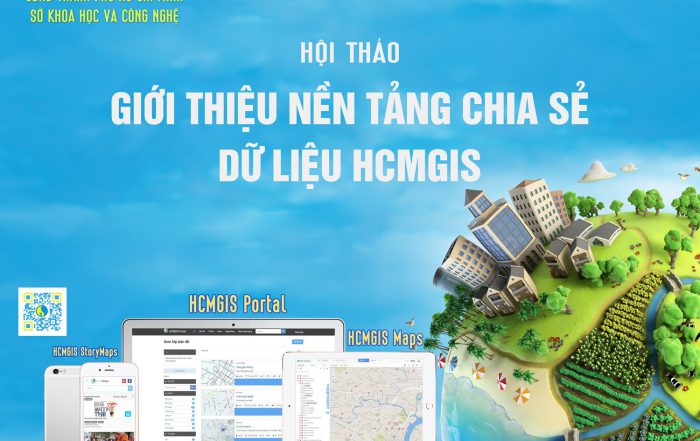 SỞ KHOA HỌC VÀ CÔNG NGHỆ
HỘI THẢO
GIỚI THIỆU NỀN TẢNG CHIA SẺ
DỮ LIỆU HCMGIS
HCMGIS Portal
HCMGIS Maps
HCMGIS StoryMaps